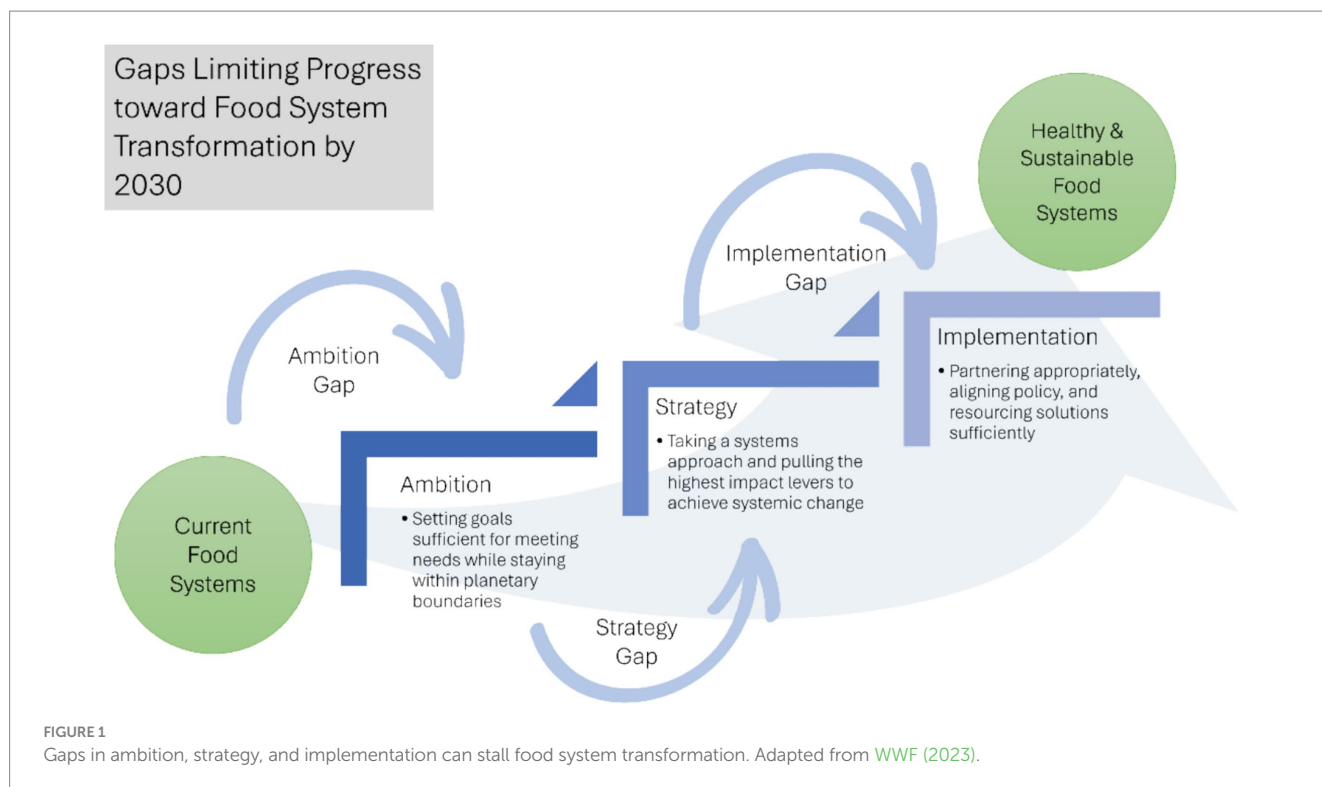 Gaps Limiting Progress
toward Food System
Transformation by
2030
Healthy &
Sustainable
Food
Systems
Implementation
Gap
Ambition
Gap
Implementation
• Partnering appropriately,
aligning policy, and
resourcing solutions
sufficiently
Strategy
• Taking a systems
approach and pulling the
highest impact levers to
achieve systemic change
Ambition
• Setting goals
sufficient for meeting
needs while staying
within planetary
boundaries
Current
Food
Systems
Strategy
Gap
FIGURE 1
Gaps in ambition, strategy, and implementation can stall food system transformation. Adapted from WWF (2023).